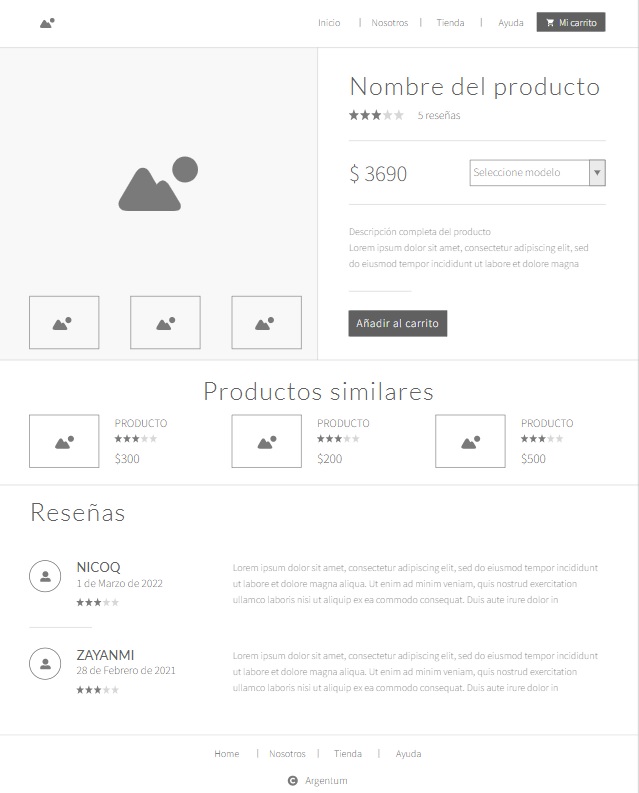 Inicio | Nosotros | Tienda | Ayuda Mi carrito
Nombre del producto
5 reseñas
$ 3690 Seleccione modelo
Descripción completa del producto
Lorem ipsum dolor sit amet, consectetur adipiscing elit, sed
do eiusmod tempor incididunt ut labore et dolore magna
Añadir al carrito
Productos similares
PRODUCTO
$300
PRODUCTO
$200
PRODUCTO
$500
Reseñas
NICOQ
1 de Marzo de 2022
Lorem ipsum dolor sit amet, consectetur adipiscing elit, sed do eiusmod tempor incididunt
ut labore et dolore magna aliqua. Ut enim ad minim veniam, quis nostrud exercitation
ullamco laboris nisi ut aliquip ex ea commodo consequat. Duis aute irure dolor in
ZAYANMI
28 de Febrero de 2021
Lorem ipsum dolor sit amet, consectetur adipiscing elit, sed do eiusmod tempor incididunt
ut labore et dolore magna aliqua. Ut enim ad minim veniam, quis nostrud exercitation
ullamco laboris nisi ut aliquip ex ea commodo consequat. Duis aute irure dolor in
Home | Nosotros | Tienda | Ayuda
© Argentum